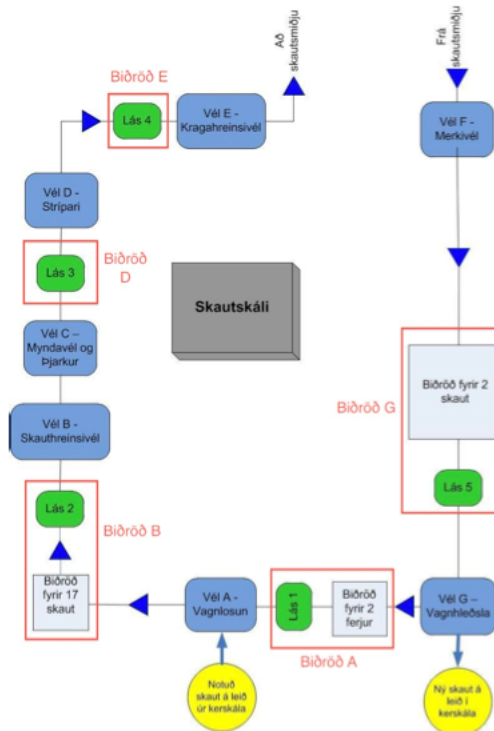 Biðröð E
Lás 4
Vél E -
Kragahreinsivél
Að
skautsmiðju
Frá
skautsmiðju
Vél F -
Merkivél
Vél D -
Strípari
Lás 3
Biðröð
D
Skautskáli
Vél C –
Myndavél og
Þjarkur
Biðröð fyrir 2
skaut
Biðröð G
Vél B -
Skauthreinsivél
Lás 5
Lás 2
Biðröð B
Biðröð
fyrir 17
skaut
Vél A -
Vagnlosun
Lás 1
Biðröð
fyrir 2
ferjur
Vél G –
Vagnhleðsla
Biðröð A
Notuð
skaut á leið
úr kerskála
Ný skaut á
leið í
kerskála